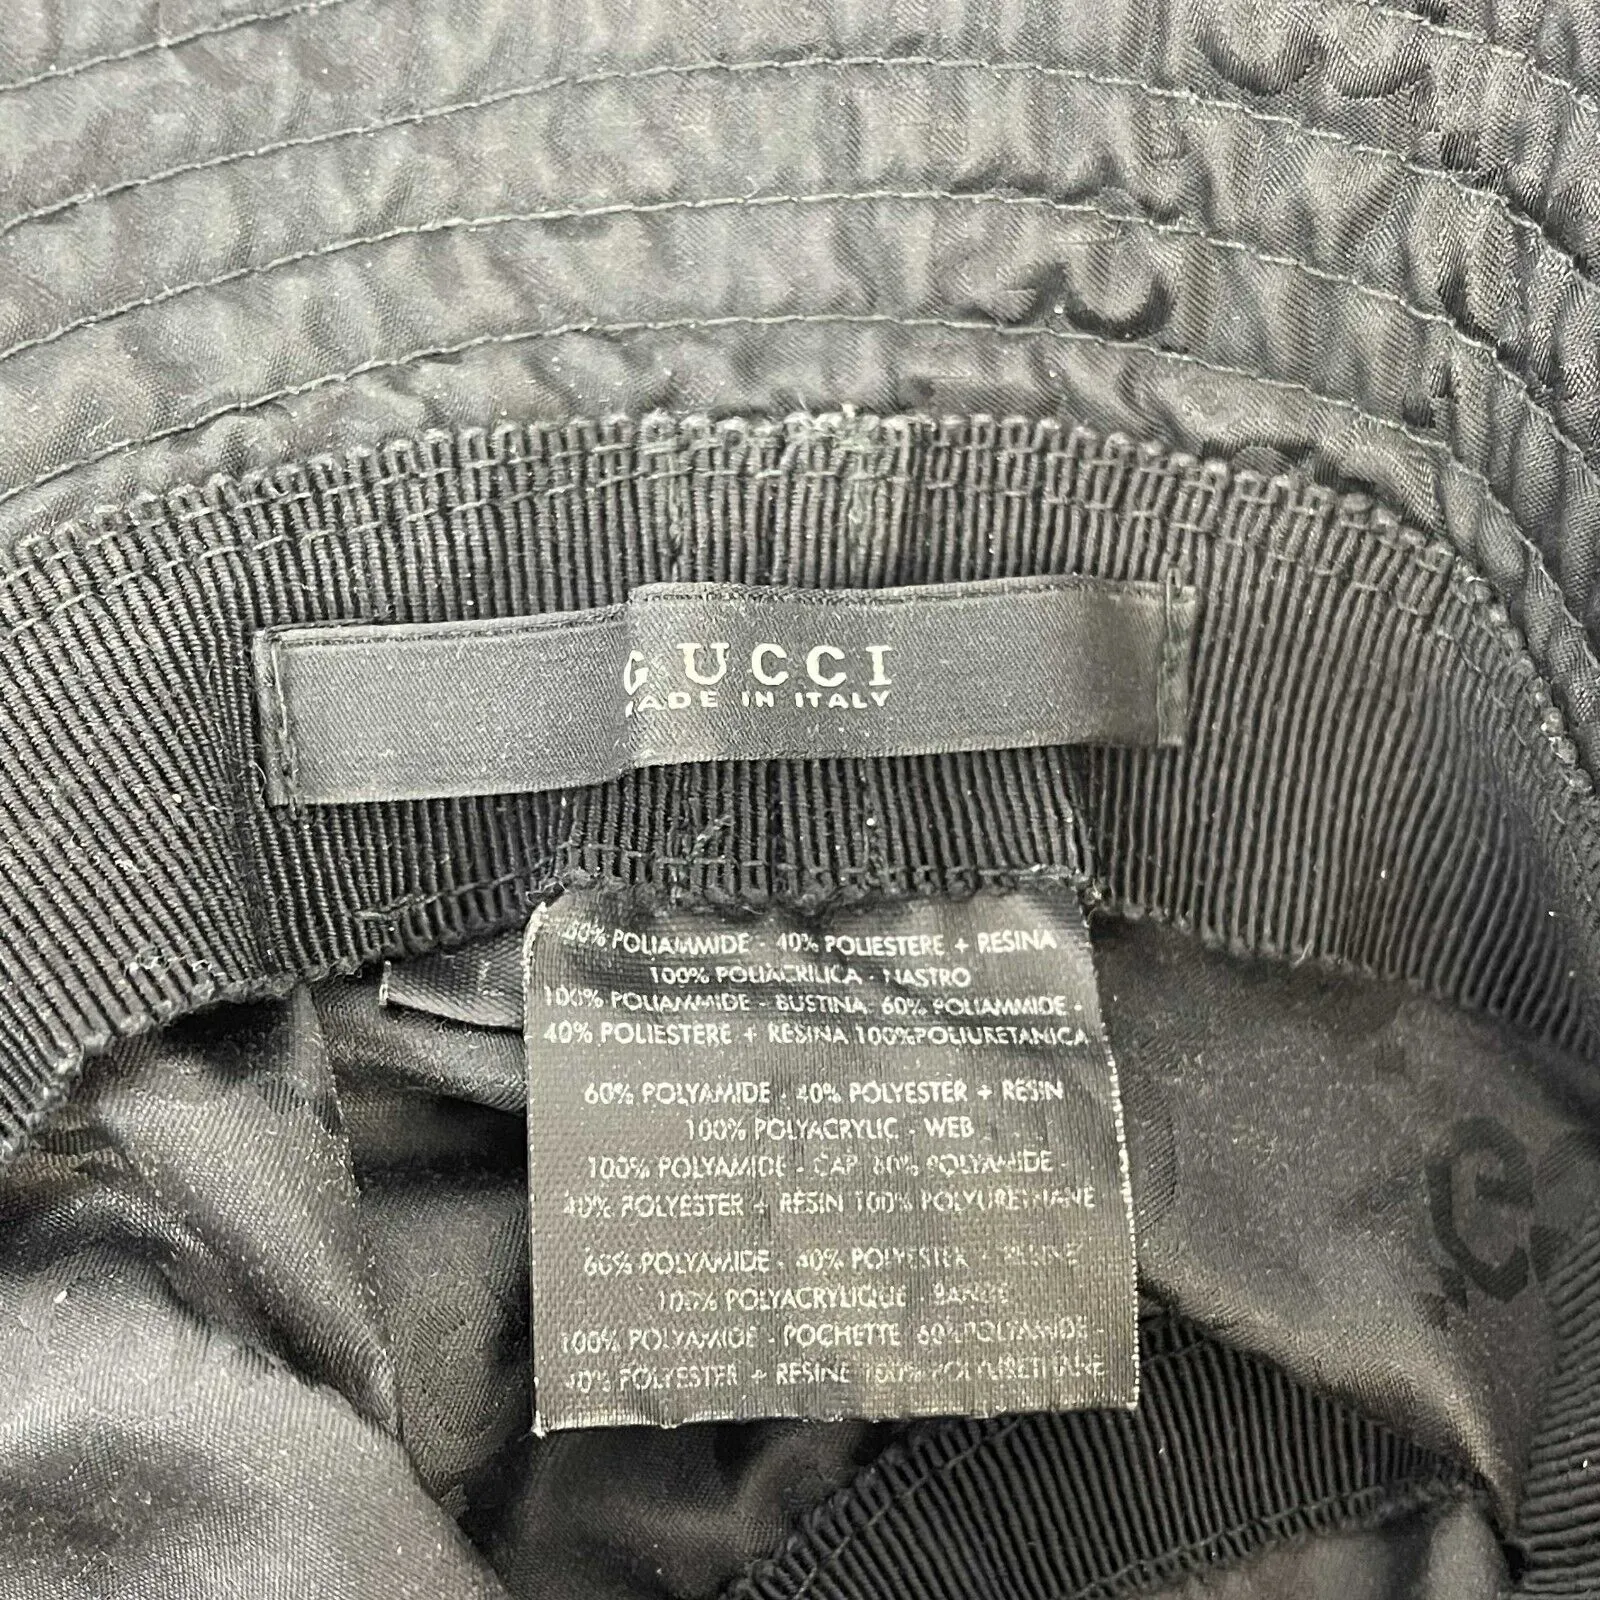 GUCCI
MADE IN ITALY
60% POLIAMMIDE - 40% POLIESTERE + RESINA
100% POLIACRILICA - NASTRO
100% POLIAMMIDE - BUSTINA 60% POLIAMMIDE -
40% POLIESTERE + RESINA 100%POLIURETANICA
60% POLYAMIDE - 40% POLYESTER + RESIN
100% POLYACRYLIC - WEB
100% POLYAMIDE - CAP 60% POLYAMIDE -
40% POLYESTER + RESIN 100% POLYURETHANE
60% POLYAMIDE - 40% POLYESTER + RESINE
100% POLYACRYLIQUE - BANDE
100% POLYAMIDE - POCHETTE 60% POLYAMIDE -
40% POLYESTER + RESINE 100% POLYURETHANE